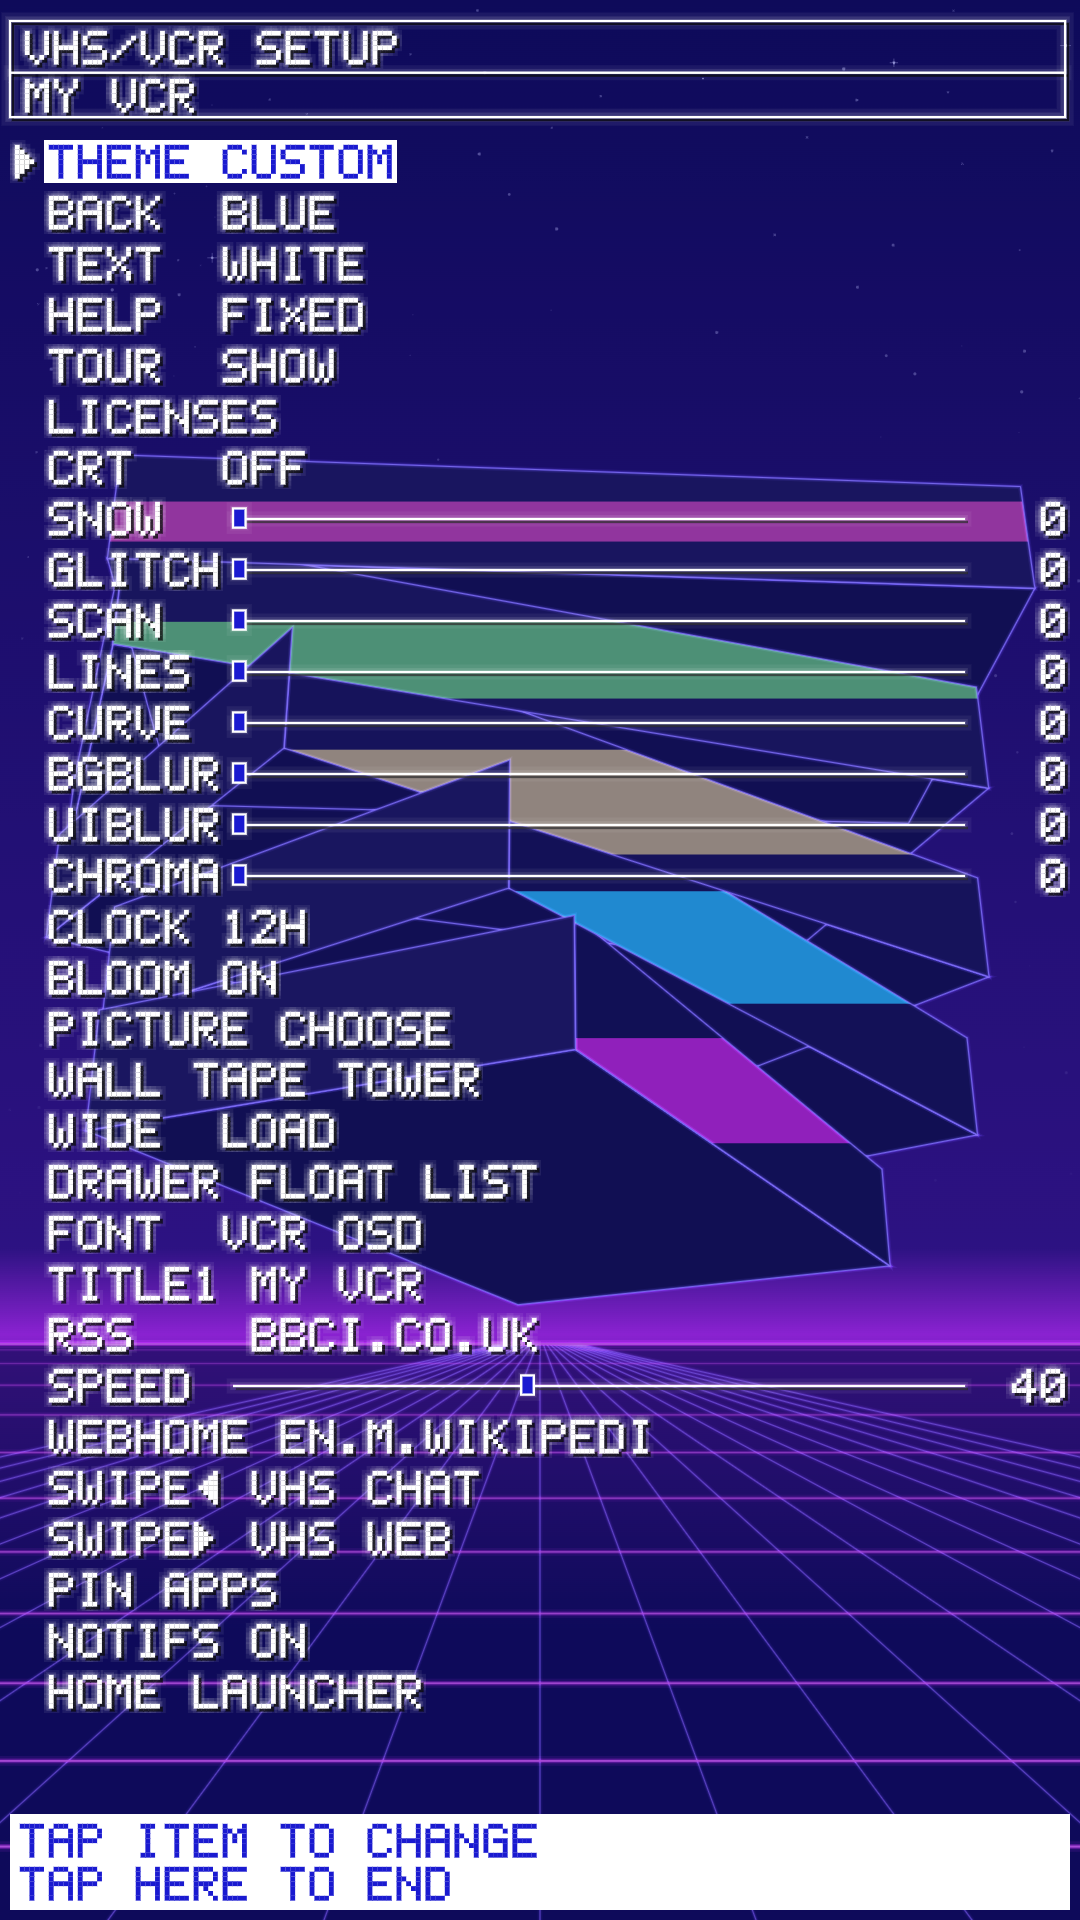 VHS/VCR SETUP
MY VCR
THEME CUSTOM
BACK BLUE
TEXT WHITE
HELP FIXED
TOUR SHOW
LICENSES
CRT OFF
SNOW 0
GLITCH 0
SCAN 0
LINES 0
CURVE 0
BGBLUR 0
UIBLUR 0
CHROMA 0
CLOCK 12H
BLOOM ON
PICTURE CHOOSE
WALL TAPE TOWER
WIDE LOAD
DRAWER FLOAT LIST
FONT VCR OSD
TITLE1 MY VCR
RSS BBCI.CO.UK
SPEED 40
WEBHOME EN.M.WIKIPEDI
SWIPE◀ VHS CHAT
SWIPE▶ VHS WEB
PIN APPS
NOTIFS ON
HOME LAUNCHER
TAP ITEM TO CHANGE
TAP HERE TO END